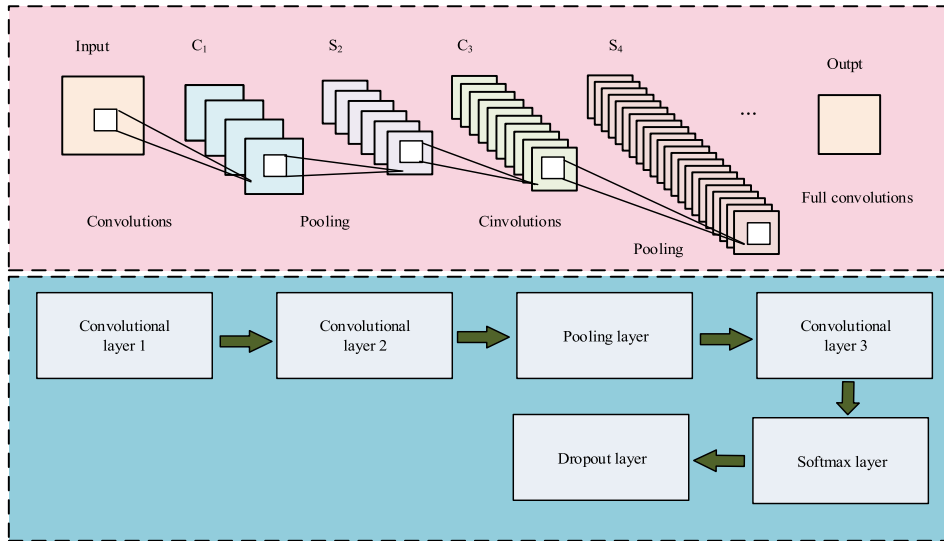 Input
C1
S2
C3
S4
Outpt
...
Convolutions
Pooling
Cinvolutions
Pooling
Full convolutions
Convolutional
layer 1
Convolutional
layer 2
Pooling layer
Convolutional
layer 3
Dropout layer
Softmax layer